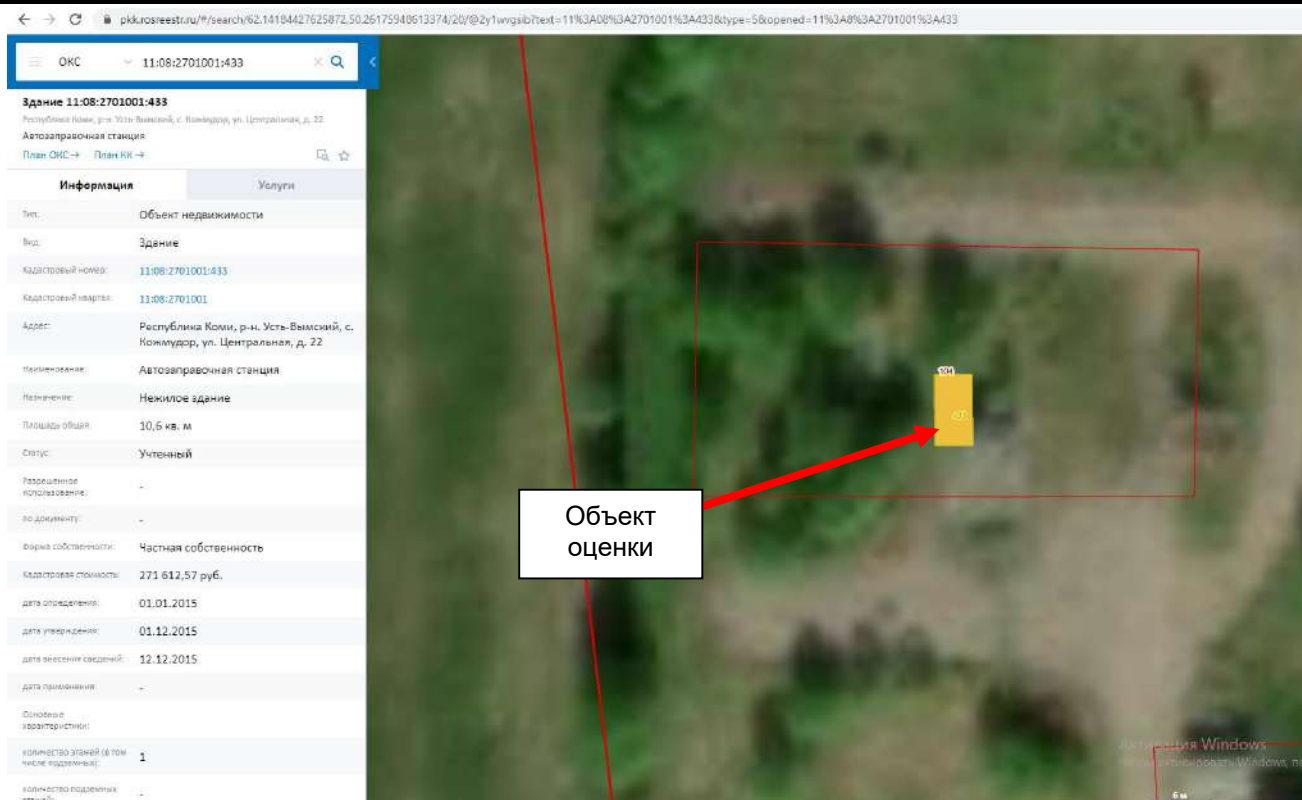 pkk.rosreestr.ru/#/search/62.14184427625872,50.26175948613374/20/@2y1wvgsib?text=11%3A08%3A2701001%3A433&type=5&opened=11%3A8%3A2701001%3A433
ОКС 11:08:2701001:433
Здание 11:08:2701001:433
Республика Коми, р-н. Усть-Вымский, с. Кожмудор, ул. Центральная, д. 22
Автозаправочная станция
План ОКС → План КК →
Информация Услуги
Тип: Объект недвижимости
Вид: Здание
Кадастровый номер: 11:08:2701001:433
Кадастровый квартал: 11:08:2701001
Адрес: Республика Коми, р-н. Усть-Вымский, с.
Кожмудор, ул. Центральная, д. 22
Наименование: Автозаправочная станция
Назначение: Нежилое здание
Площадь общая: 10,6 кв. м
Статус: Учтенный
Разрешенное
использование: -
по документу: -
Форма собственности: Частная собственность
Кадастровая стоимость: 271 612,57 руб.
дата определения: 01.01.2015
дата утверждения: 01.12.2015
дата внесения сведений: 12.12.2015
дата применения: -
Основные
характеристики:
количество этажей (в том
числе подземных): 1
количество подземных
этажей: -
Объект
оценки
Активация Windows
6 м